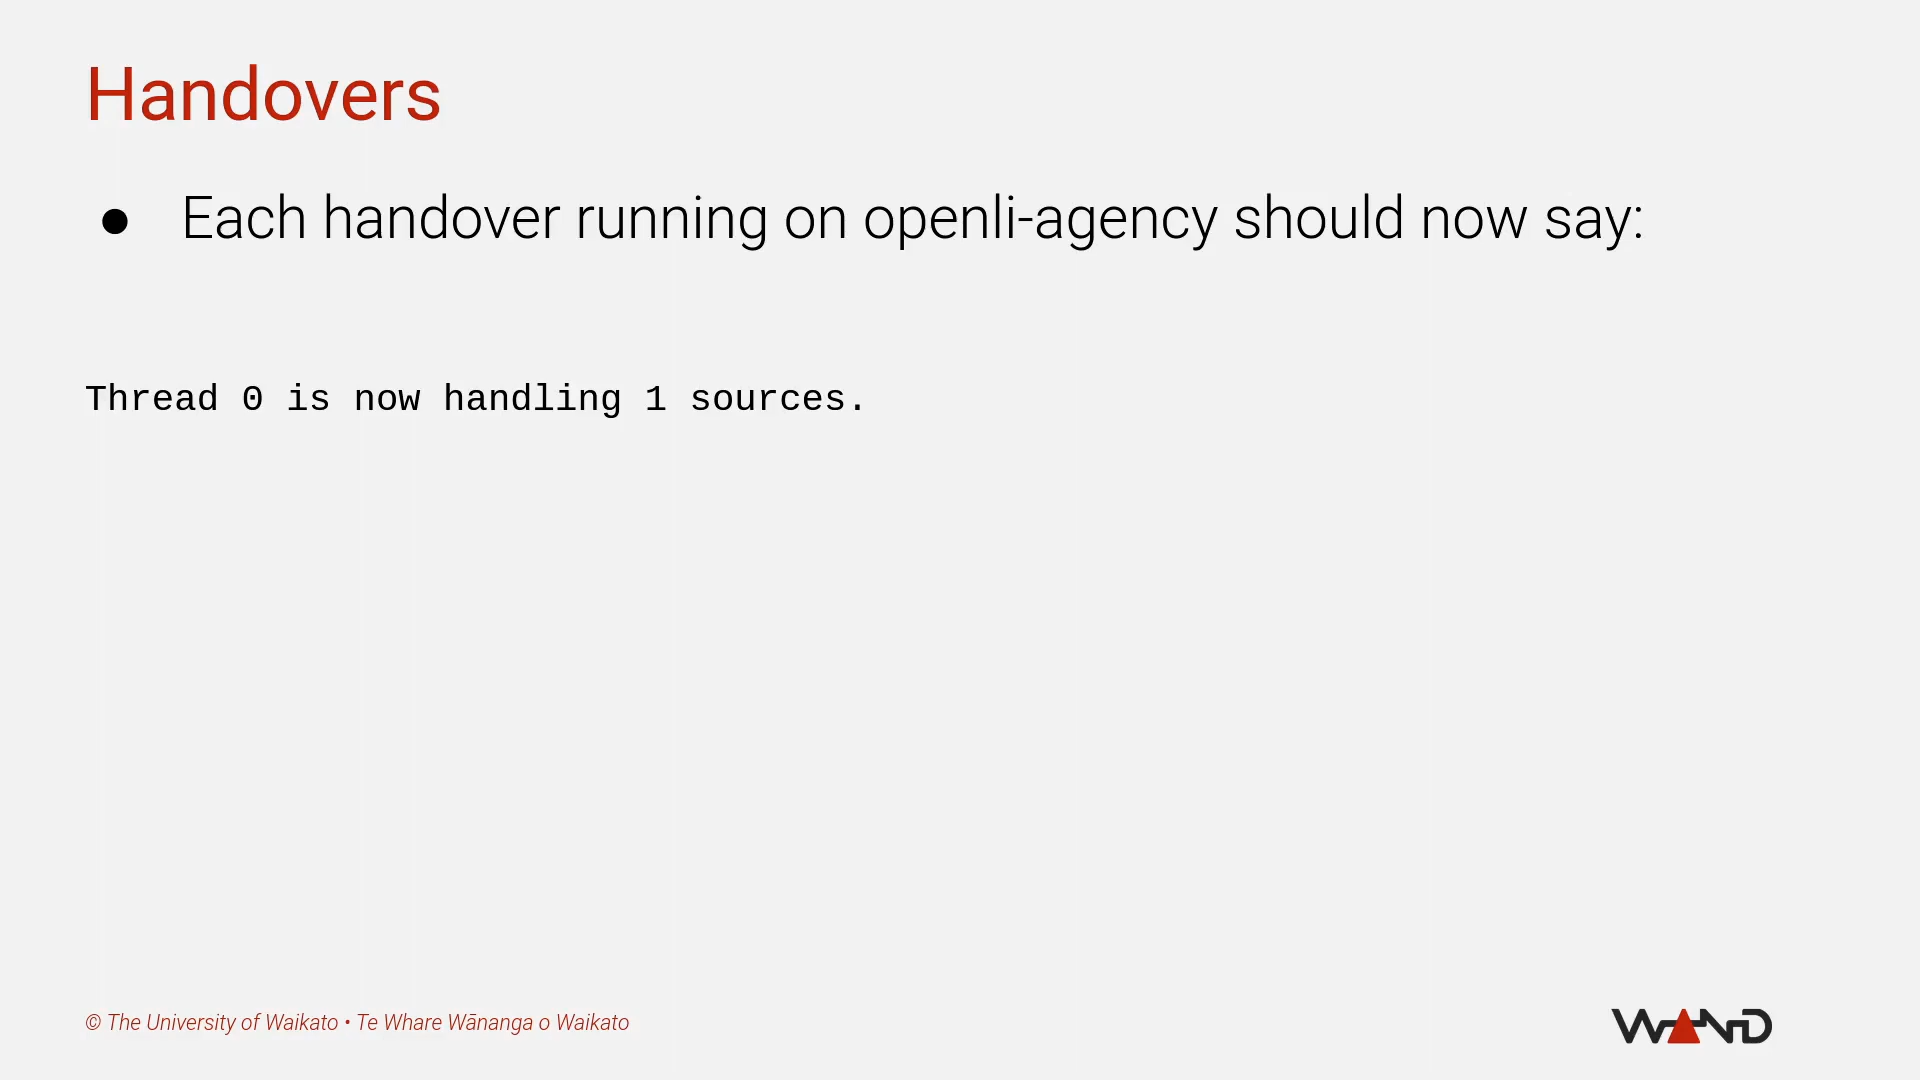 Handovers
● Each handover running on openli-agency should now say:
Thread 0 is now handling 1 sources.
© The University of Waikato • Te Whare Wānanga o Waikato
WAND